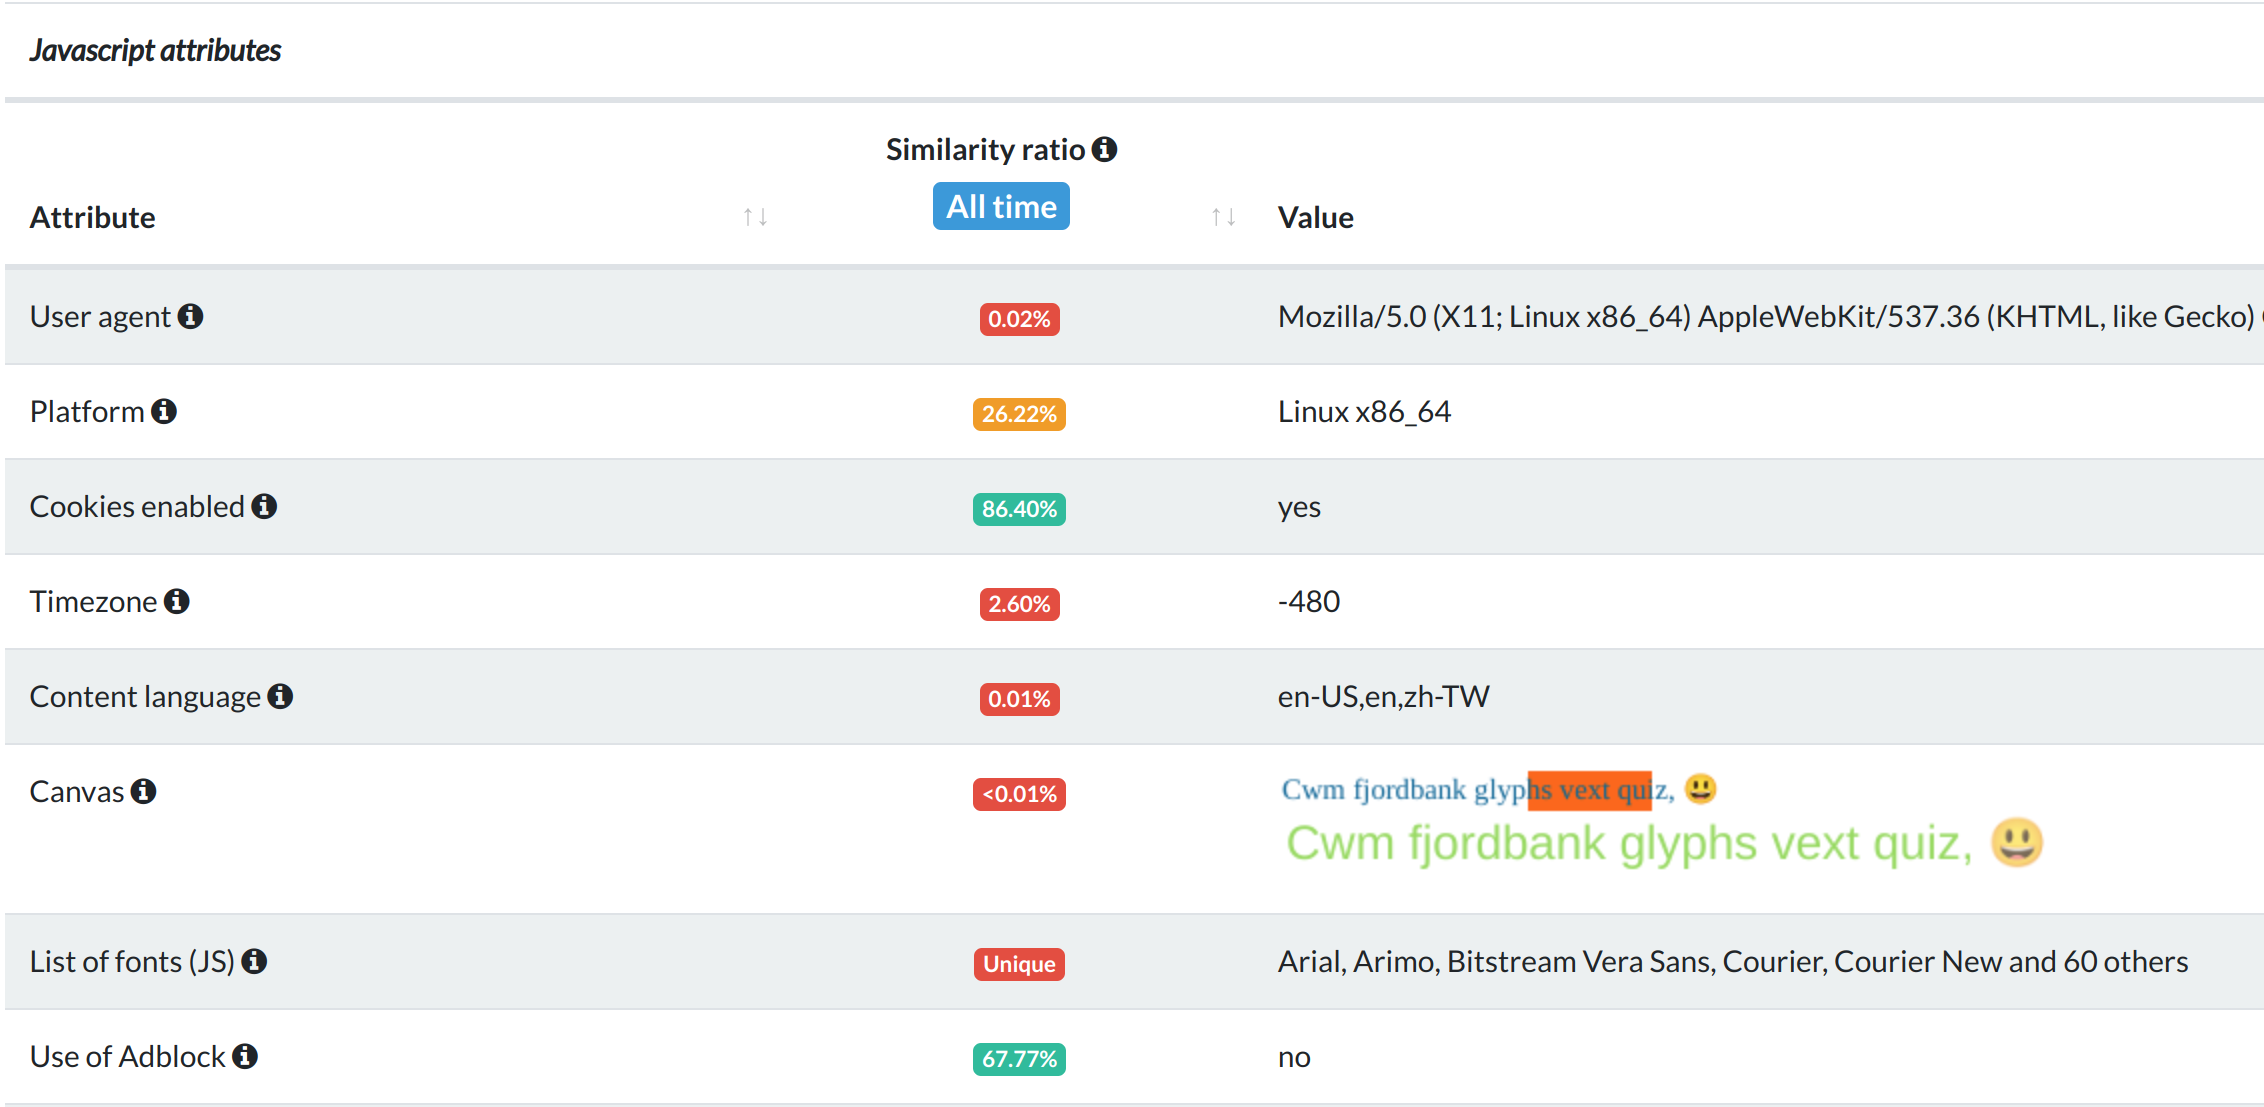 Javascript attributes
Similarity ratio
All time
Attribute
Value
User agent 0.02% Mozilla/5.0 (X11; Linux x86_64) AppleWebKit/537.36 (KHTML, like Gecko)
Platform 26.22% Linux x86_64
Cookies enabled 86.40% yes
Timezone 2.60% -480
Content language 0.01% en-US,en,zh-TW
Canvas <0.01% Cwm fjordbank glyphs vext quiz, 😃
Cwm fjordbank glyphs vext quiz, 😃
List of fonts (JS) Unique Arial, Arimo, Bitstream Vera Sans, Courier, Courier New and 60 others
Use of Adblock 67.77% no